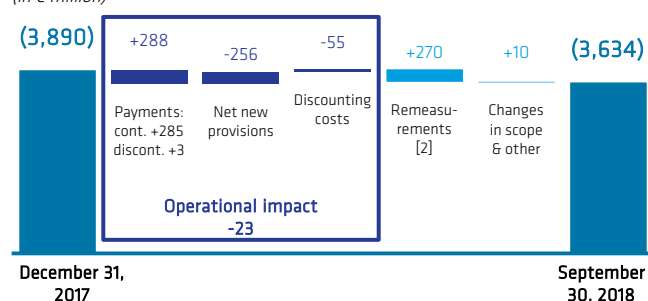 (in € million)
(3,890)
+288
-256
-55
+270
+10
(3,634)
Payments:
cont. +285
discont. +3
Net new
provisions
Discounting
costs
Remeasu-
rements
[2]
Changes
in scope
& other
Operational impact
-23
December 31,
2017
September
30, 2018